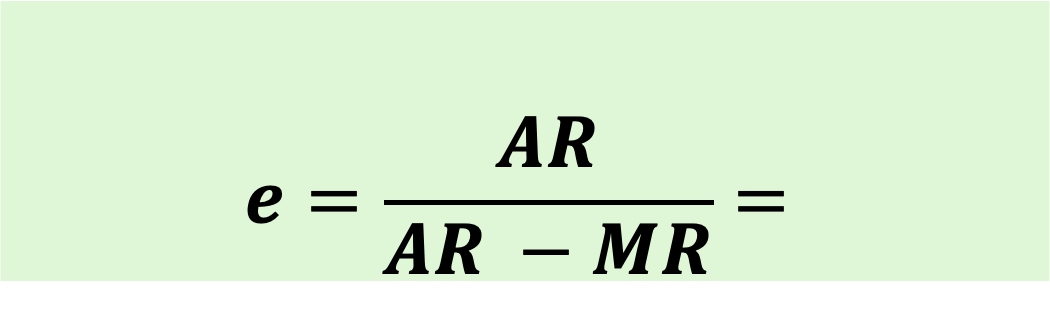 e = AR / AR − MR =